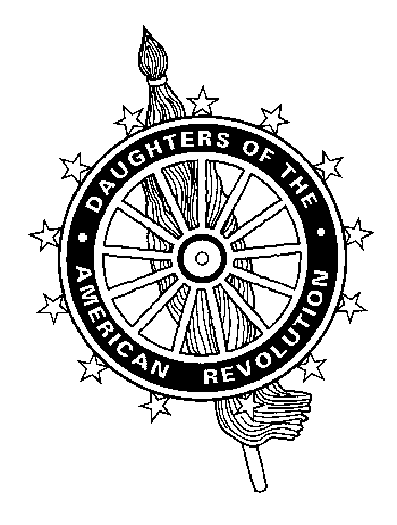 DAUGHTERS OF THE
AMERICAN REVOLUTION